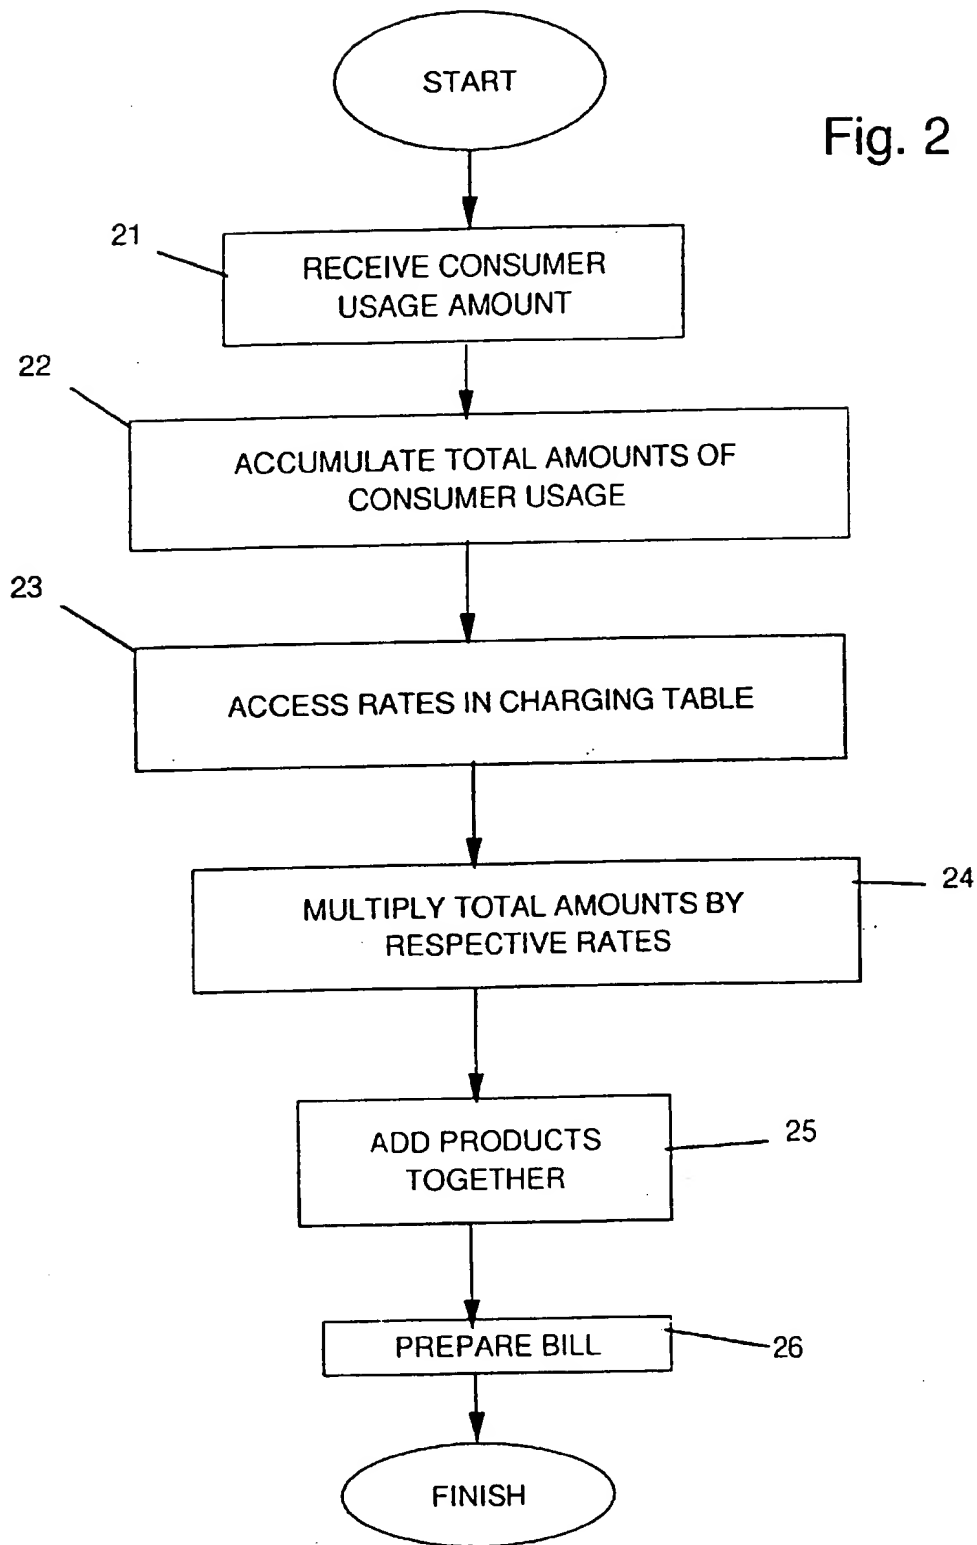 START
Fig. 2
21
RECEIVE CONSUMER
USAGE AMOUNT
22
ACCUMULATE TOTAL AMOUNTS OF
CONSUMER USAGE
23
ACCESS RATES IN CHARGING TABLE
24
MULTIPLY TOTAL AMOUNTS BY
RESPECTIVE RATES
ADD PRODUCTS
TOGETHER
25
PREPARE BILL
26
FINISH